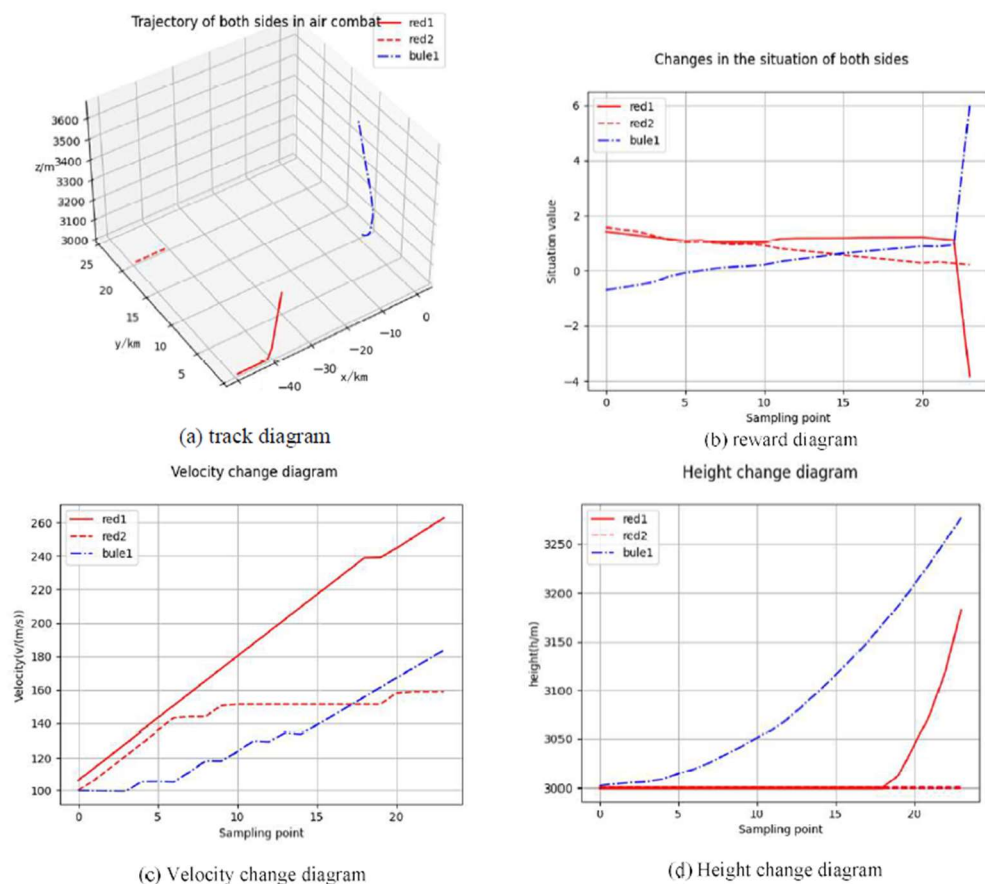 Trajectory of both sides in air combat
red1
red2
bule1
3600
3500
3400
z/m
3300
3200
3100
3000
25
20
15
y/km
10
5
−40
−30
x/km
−20
−10
0
(a) track diagram
Changes in the situation of both sides
red1
red2
bule1
6
4
2
0
−2
−4
Situation value
0
5
10
15
20
Sampling point
(b) reward diagram
Velocity change diagram
red1
red2
bule1
260
240
220
200
180
160
140
120
100
Velocity(v/(m/s))
0
5
10
15
20
Sampling point
(c) Velocity change diagram
Height change diagram
red1
red2
bule1
3250
3200
3150
3100
3050
3000
height(h/m)
0
5
10
15
20
Sampling point
(d) Height change diagram